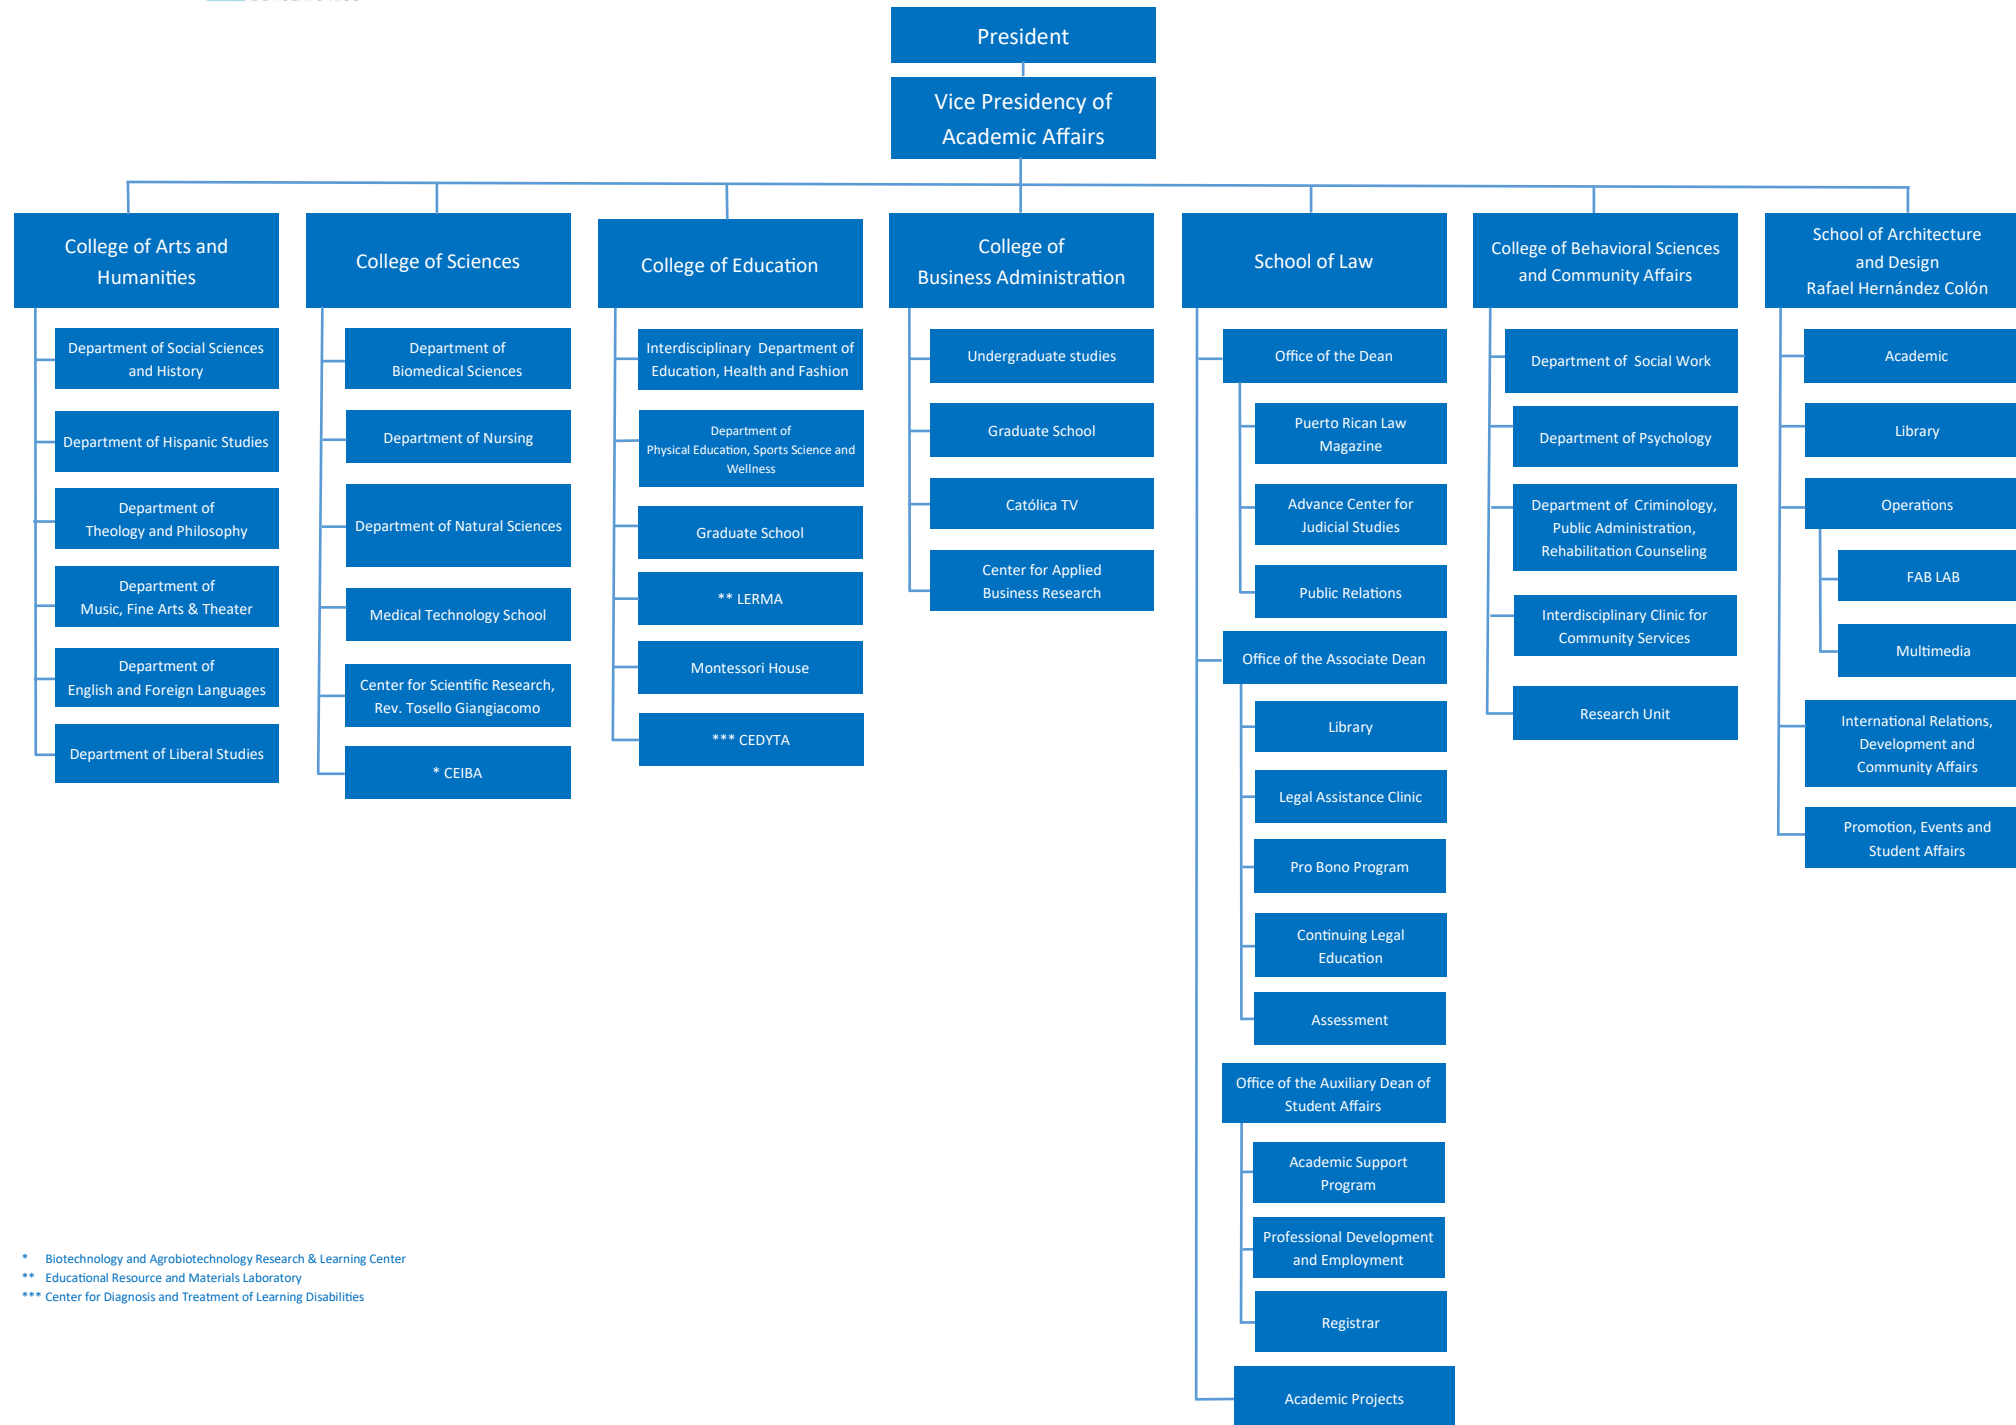 President
Vice Presidency of
Academic Affairs
College of Arts and
Humanities
Department of Social Sciences
and History
Department of Hispanic Studies
Department of
Theology and Philosophy
Department of
Music, Fine Arts & Theater
Department of
English and Foreign Languages
Department of Liberal Studies
College of Sciences
Department of
Biomedical Sciences
Department of Nursing
Department of Natural Sciences
Medical Technology School
Center for Scientific Research,
Rev. Tosello Giangiacomo
* CEIBA
College of Education
Interdisciplinary Department of
Education, Health and Fashion
Department of
Physical Education, Sports Science and
Wellness
Graduate School
** LERMA
Montessori House
*** CEDYTA
College of
Business Administration
Undergraduate studies
Graduate School
Católica TV
Center for Applied
Business Research
School of Law
Office of the Dean
Puerto Rican Law
Magazine
Advance Center for
Judicial Studies
Public Relations
Office of the Associate Dean
Library
Legal Assistance Clinic
Pro Bono Program
Continuing Legal
Education
Assessment
Office of the Auxiliary Dean of
Student Affairs
Academic Support
Program
Professional Development
and Employment
Registrar
Academic Projects
College of Behavioral Sciences
and Community Affairs
Department of Social Work
Department of Psychology
Department of Criminology,
Public Administration,
Rehabilitation Counseling
Interdisciplinary Clinic for
Community Services
Research Unit
School of Architecture
and Design
Rafael Hernández Colón
Academic
Library
Operations
FAB LAB
Multimedia
International Relations,
Development and
Community Affairs
Promotion, Events and
Student Affairs
* Biotechnology and Agrobiotechnology Research & Learning Center
** Educational Resource and Materials Laboratory
*** Center for Diagnosis and Treatment of Learning Disabilities